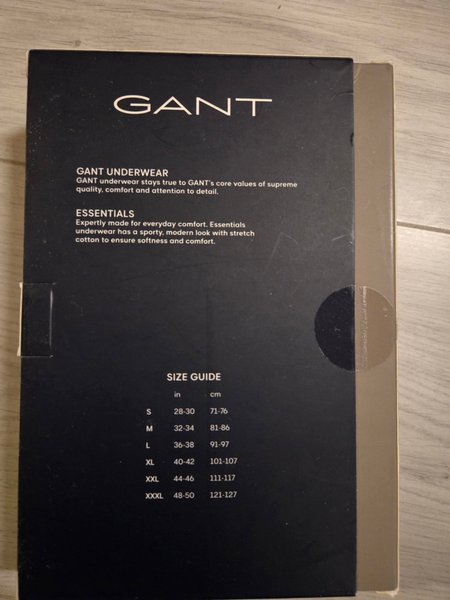 GANT
GANT UNDERWEAR
GANT underwear stays true to GANT's core values of supreme
quality, comfort and attention to detail.
ESSENTIALS
Expertly made for everyday comfort. Essentials
underwear has a sporty, modern look with stretch
cotton to ensure softness and comfort.
SIZE GUIDE
in cm
S 28-30 71-76
M 32-34 81-86
L 36-38 91-97
XL 40-42 101-107
XXL 44-46 111-117
XXXL 48-50 121-127